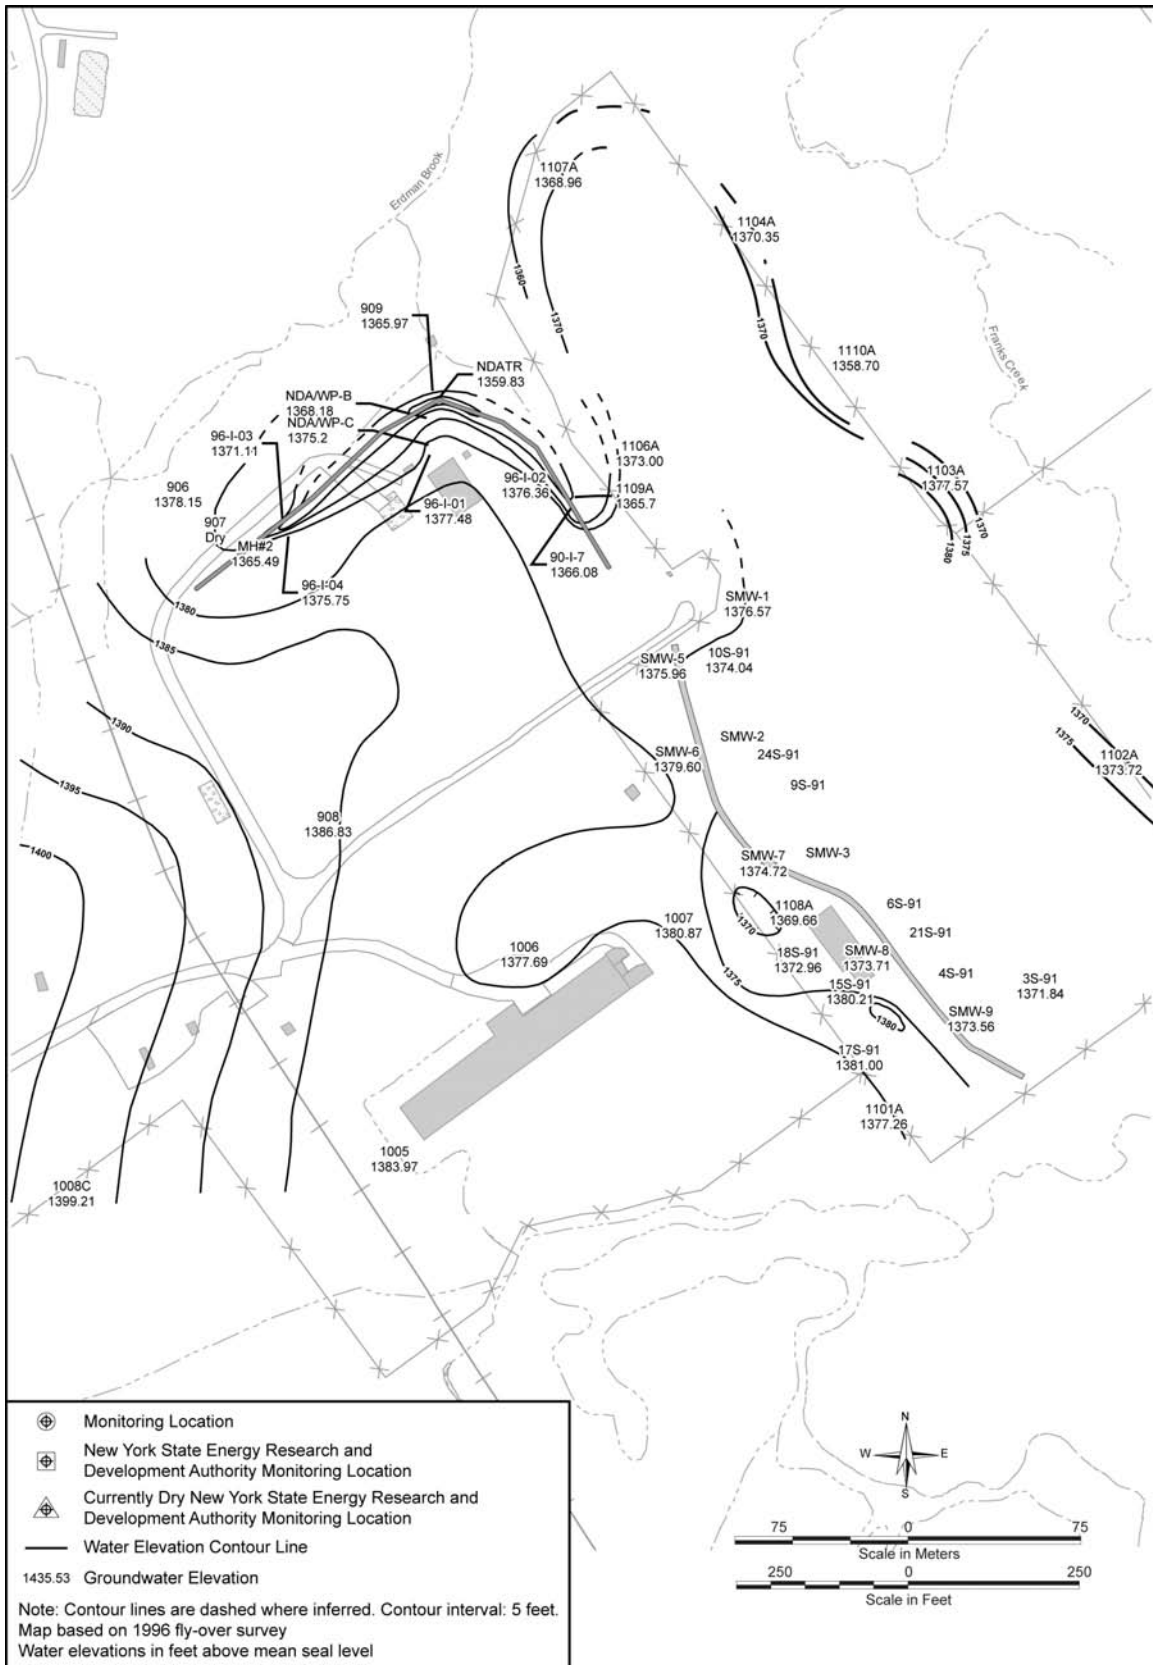 Erdman Brook
1107A
1368.96
1104A
1370.35
1360
1370
1370
Franks Creek
909
1365.97
1110A
1358.70
NDATR
1359.83
NDA/WP-B
1368.18
NDA/WP-C
1375.2
96-I-03
1371.11
1106A
1373.00
96-I-02
1376.36
1109A
1365.7
1103A
1377.57
1370
1375
1380
906
1378.15
907
Dry
96-I-01
1377.48
MH#2
1365.49
90-I-7
1366.08
96-I-04
1375.75
1380
SMW-1
1376.57
1385
10S-91
1374.04
SMW-5
1375.96
1390
1370
1375
SMW-2
24S-91
SMW-6
1379.60
1102A
1373.72
9S-91
1395
908
1386.83
1400
SMW-7
1374.72
SMW-3
6S-91
1108A
1369.66
1370
1007
1380.87
21S-91
1006
1377.69
18S-91
1372.96
SMW-8
1373.71
4S-91
3S-91
1371.84
1375
15S-91
1380.21
1380
SMW-9
1373.56
17S-91
1381.00
1101A
1377.26
1005
1383.97
1008C
1399.21
Monitoring Location
New York State Energy Research and
Development Authority Monitoring Location
Currently Dry New York State Energy Research and
Development Authority Monitoring Location
Water Elevation Contour Line
1435.53 Groundwater Elevation
Note: Contour lines are dashed where inferred. Contour interval: 5 feet.
Map based on 1996 fly-over survey
Water elevations in feet above mean seal level
N
W E
S
75 0 75
Scale in Meters
250 0 250
Scale in Feet